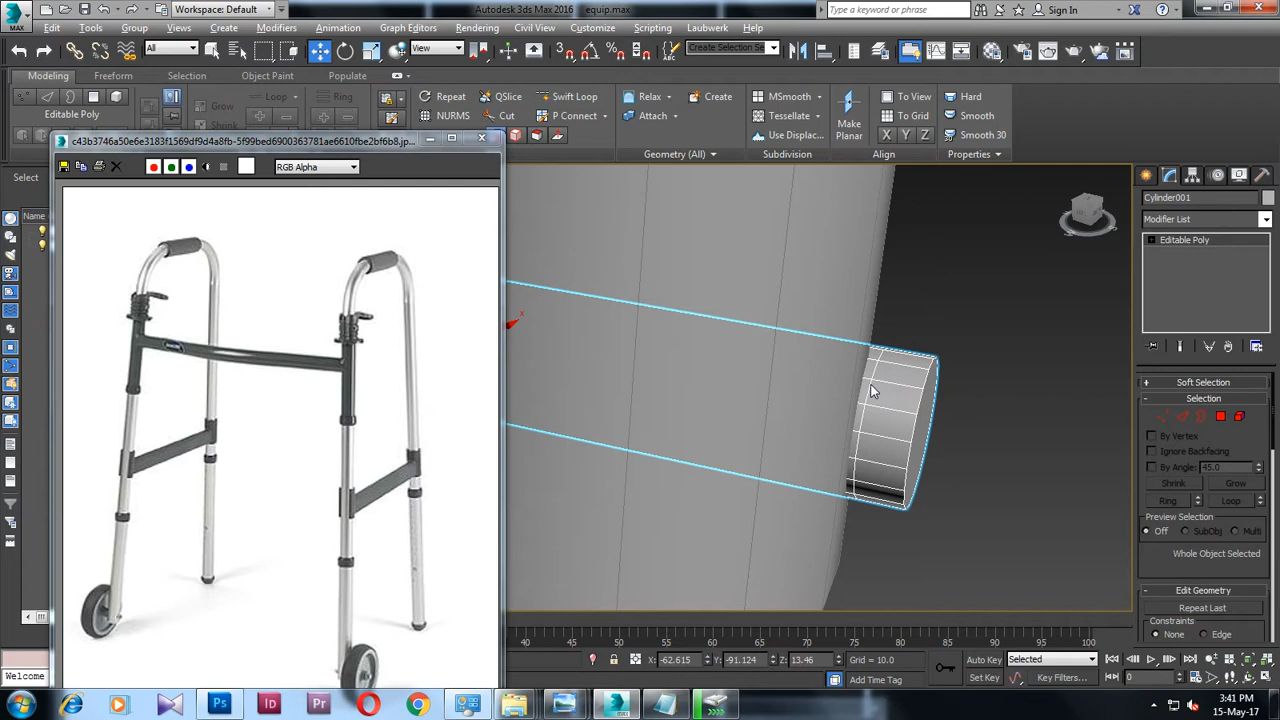 Workspace: Default
Autodesk 3ds Max 2016
equip.max
Type a keyword or phrase
Sign In
MAX
Edit Tools Group Views Create Modifiers Animation Graph Editors Rendering Civil View Customize Scripting Laubwerk Help
All
View
3
Create Selection Se
Modeling Freeform Selection Object Paint Populate
Editable Poly
Grow
Loop
Ring
Repeat
NURMS
QSlice
Cut
Swift Loop
P Connect
Relax
Attach
Create
MSmooth
Tessellate
Use Displac...
Make Planar
To View
To Grid
X Y Z
Hard
Smooth
Smooth 30
Geometry (All)
Subdivision
Align
Properties
c43b3746a50e6e3183f1569df9d4a8fb-5f99bed6900363781ae6610fbe2bf6b8.jp...
RGB Alpha
Select
Name
x
Cylinder001
Modifier List
Editable Poly
Soft Selection
Selection
By Vertex
Ignore Backfacing
By Angle: 45.0
Shrink Grow
Ring Loop
Preview Selection
Off SubObj Multi
Whole Object Selected
Edit Geometry
Repeat Last
Constraints
None Edge
40 45 50 55 60 65 70 75 80 85 90 95 100
X: -62.615 Y: -91.124 Z: 13.46 Grid = 10.0
Add Time Tag
Auto Key Selected
Set Key Key Filters...
0
Welcome
3:41 PM
15-May-17